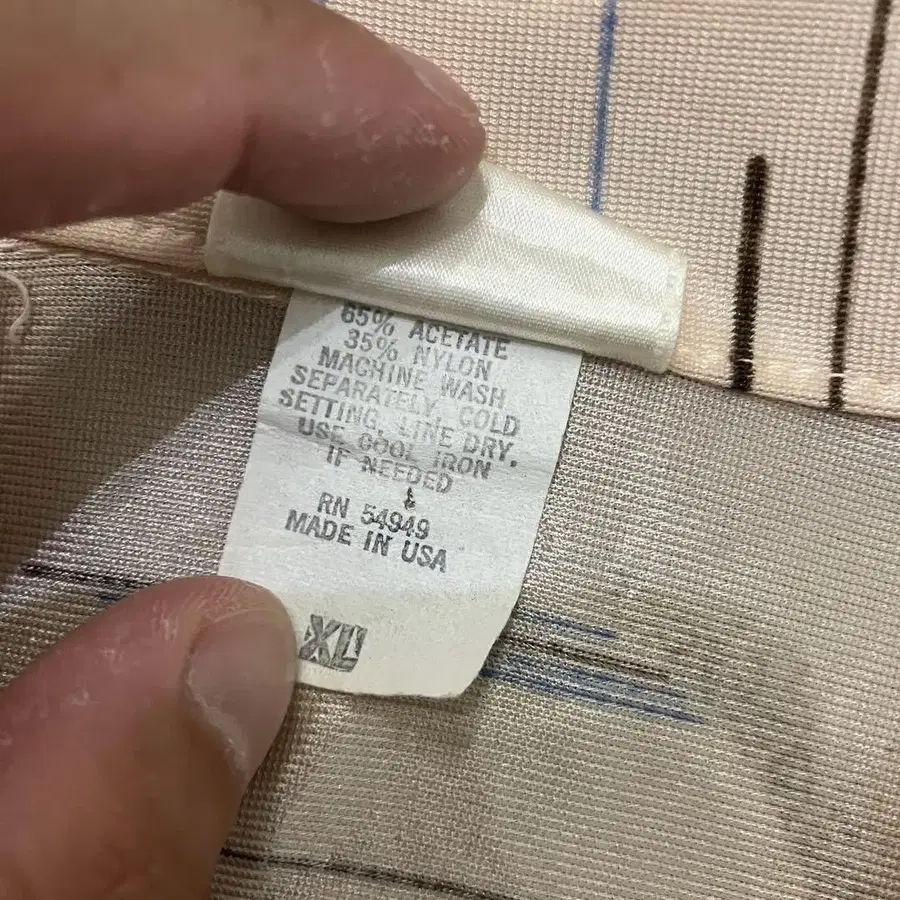 65% ACETATE
35% NYLON
MACHINE WASH
SEPARATELY, COLD
SETTING, LINE DRY,
USE COOL IRON
IF NEEDED
RN 54949
MADE IN USA
XL